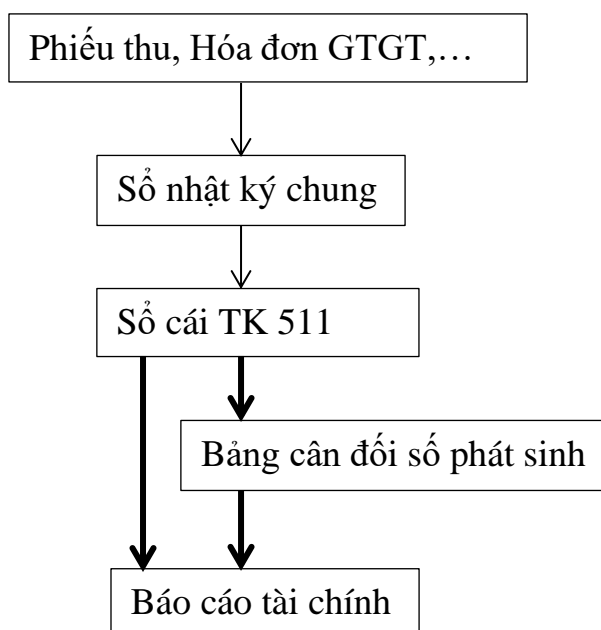 Phiếu thu, Hóa đơn GTGT,…
Sổ nhật ký chung
Sổ cái TK 511
Bảng cân đối số phát sinh
Báo cáo tài chính